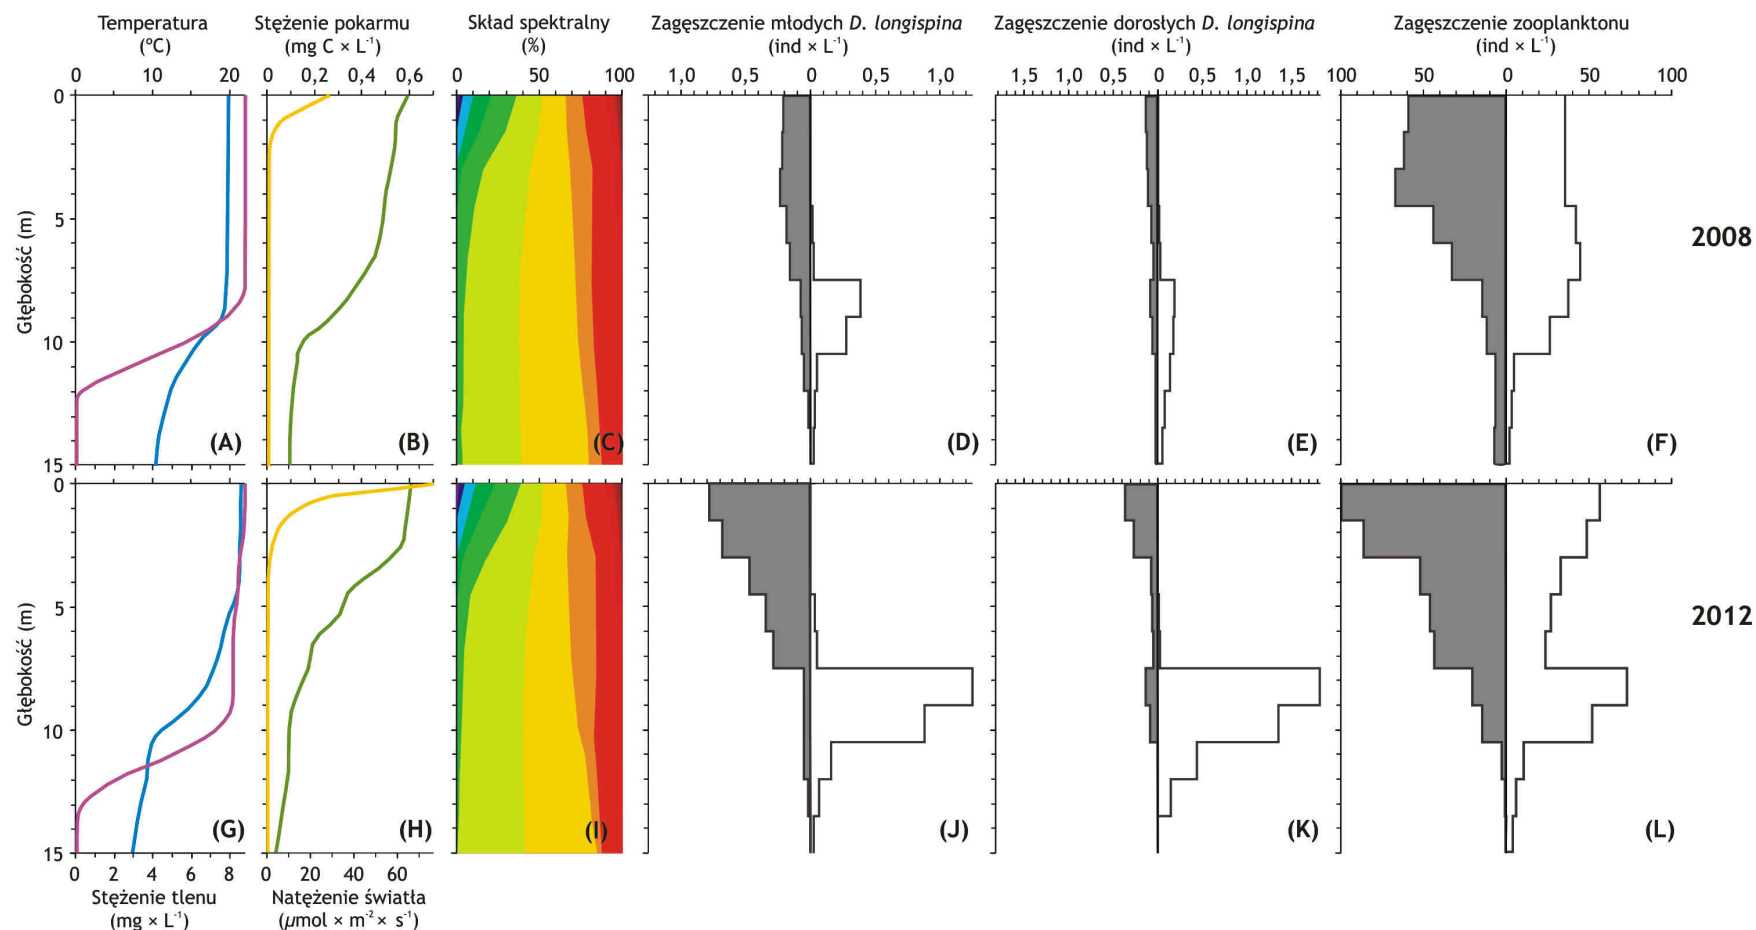 Temperatura Stężenie pokarmu Skład spektralny Zagęszczenie młodych D. longispina Zagęszczenie dorosłych D. longispina Zagęszczenie zooplanktonu
(ºC) (mg C × L⁻¹) (%) (ind × L⁻¹) (ind × L⁻¹) (ind × L⁻¹)
0 10 20 0 0,2 0,4 0,6 0 50 100 1,0 0,5 0 0,5 1,0 1,5 1,0 0,5 0 0,5 1,0 1,5 100 50 0 50 100
0
5
10
15
Głębokość (m)
2008
(A) (B) (C) (D) (E) (F)
0
5
10
15
Głębokość (m)
2012
(G) (H) (I) (J) (K) (L)
0 2 4 6 8 0 20 40 60
Stężenie tlenu Natężenie światła
(mg × L⁻¹) (µmol × m⁻² × s⁻¹)